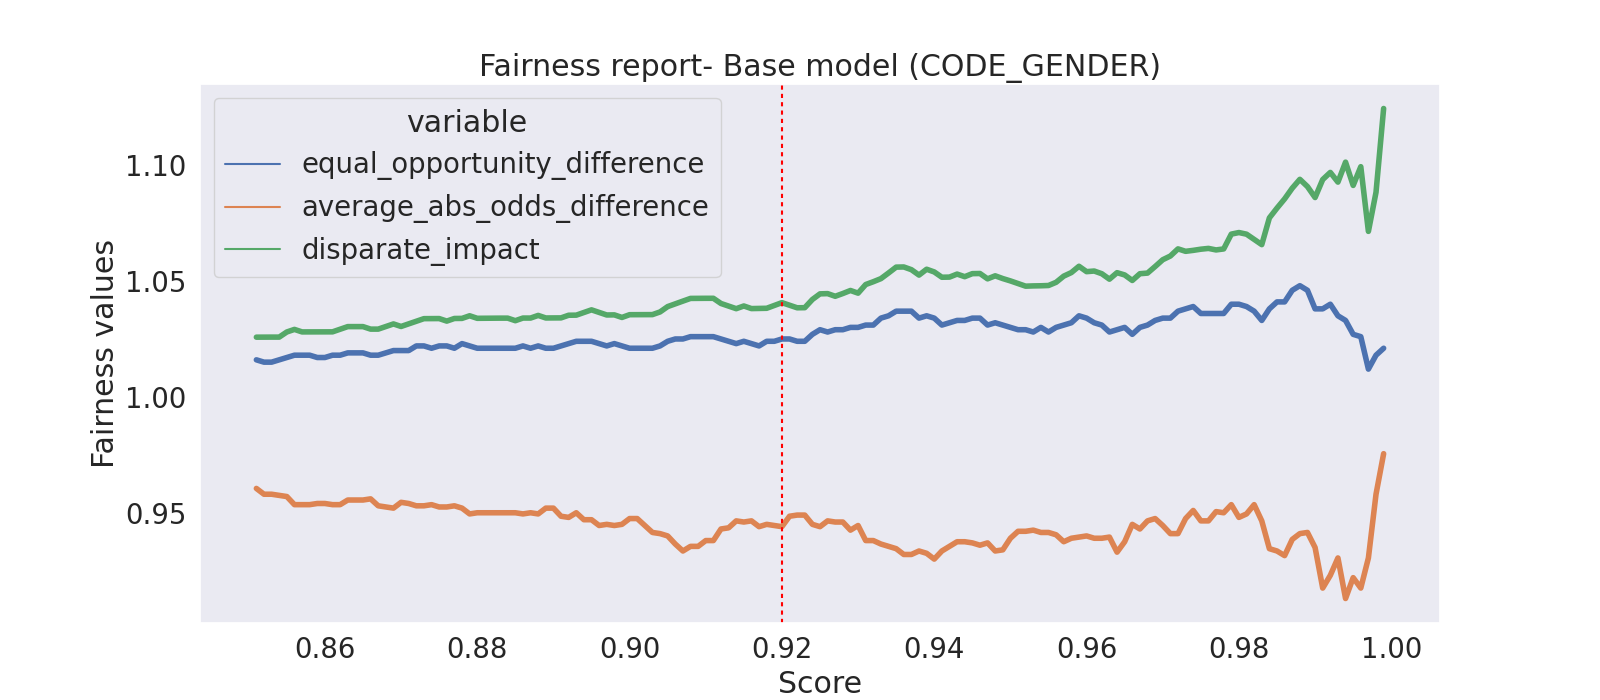 Fairness report- Base model (CODE_GENDER)
variable
equal_opportunity_difference
average_abs_odds_difference
disparate_impact
Fairness values
1.10
1.05
1.00
0.95
0.86 0.88 0.90 0.92 0.94 0.96 0.98 1.00
Score